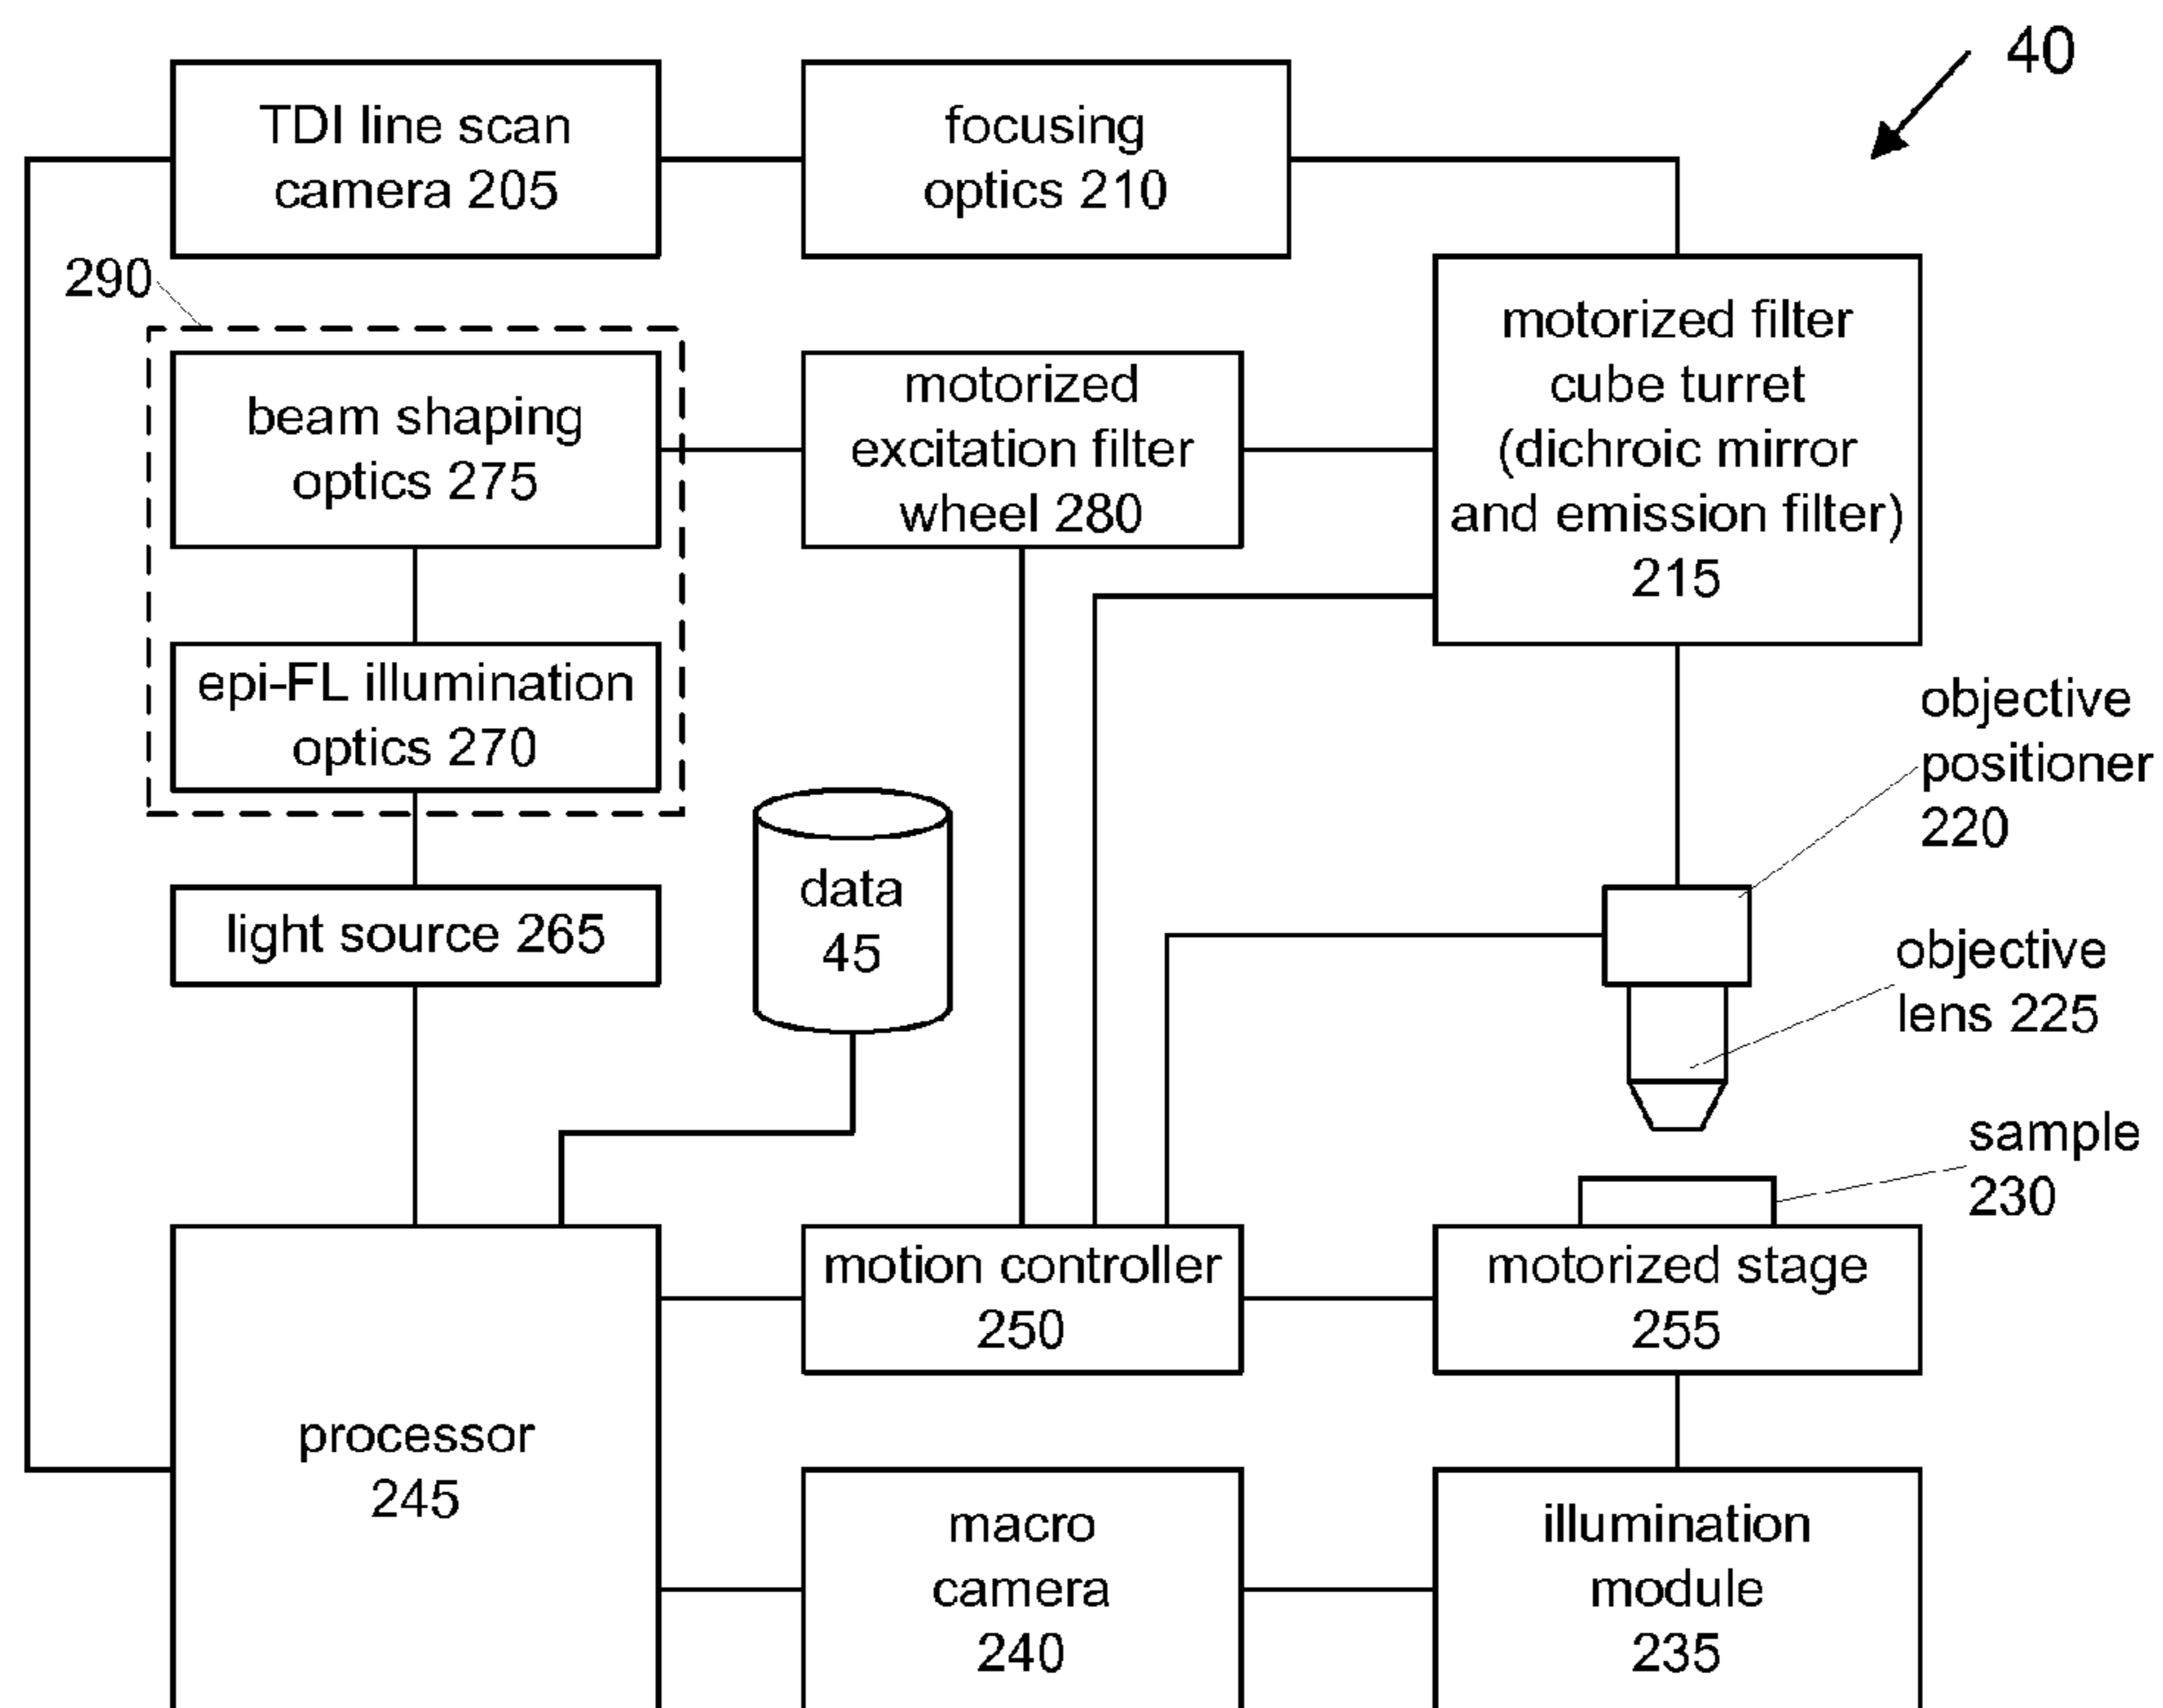 40
TDI line scan
camera 205
focusing
optics 210
290
motorized filter
cube turret
(dichroic mirror
and emission filter)
215
beam shaping
optics 275
motorized
excitation filter
wheel 280
epi-FL illumination
optics 270
objective
positioner
220
data
45
light source 265
objective
lens 225
sample
230
motion controller
250
motorized stage
255
processor
245
macro
camera
240
illumination
module
235